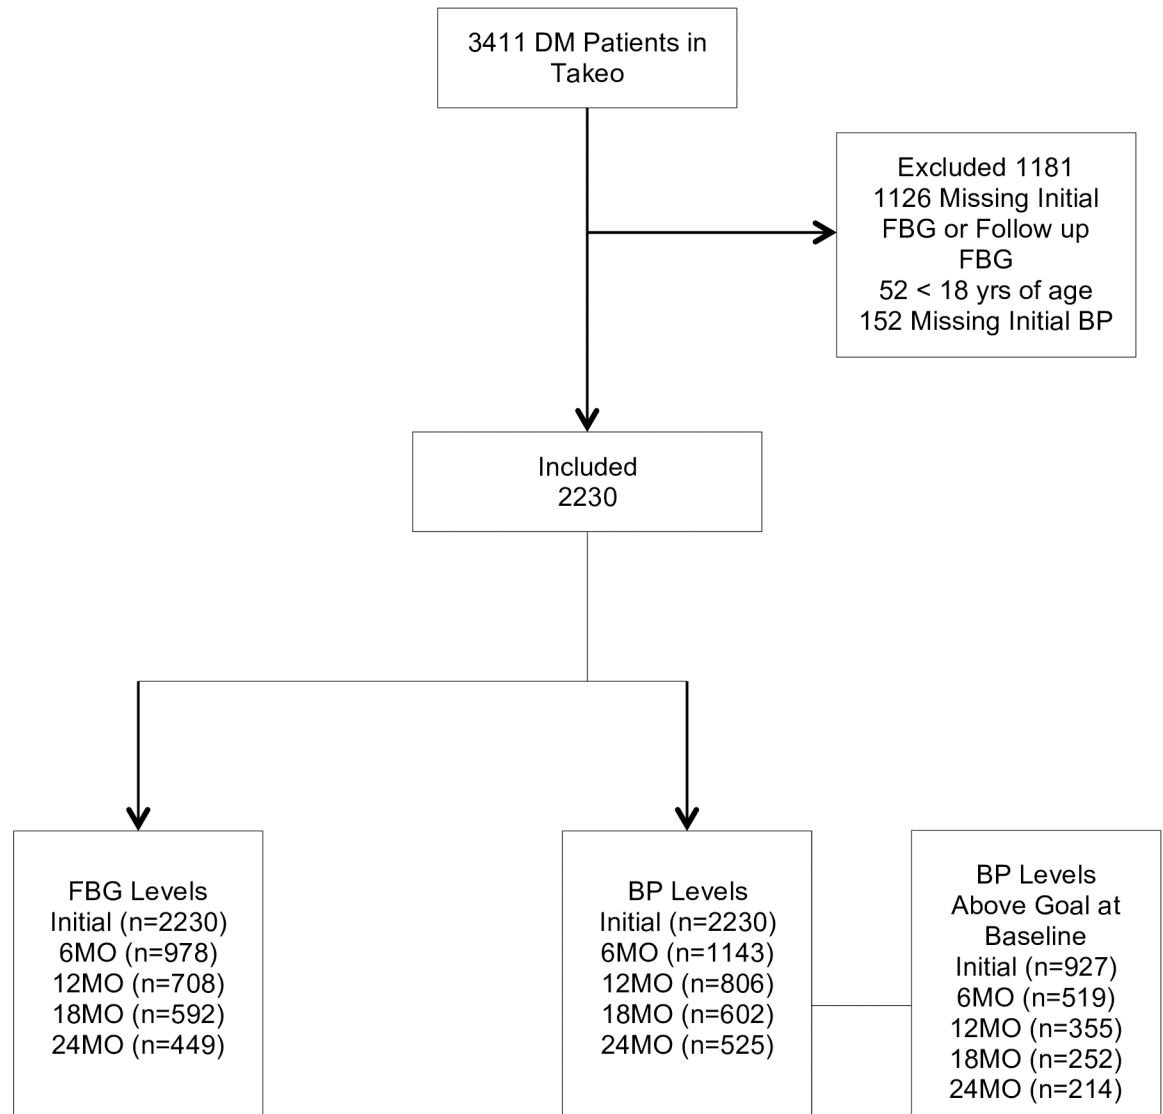 3411 DM Patients in
Takeo
Excluded 1181
1126 Missing Initial
FBG or Follow up
FBG
52 < 18 yrs of age
152 Missing Initial BP
Included
2230
FBG Levels
Initial (n=2230)
6MO (n=978)
12MO (n=708)
18MO (n=592)
24MO (n=449)
BP Levels
Initial (n=2230)
6MO (n=1143)
12MO (n=806)
18MO (n=602)
24MO (n=525)
BP Levels
Above Goal at
Baseline
Initial (n=927)
6MO (n=519)
12MO (n=355)
18MO (n=252)
24MO (n=214)